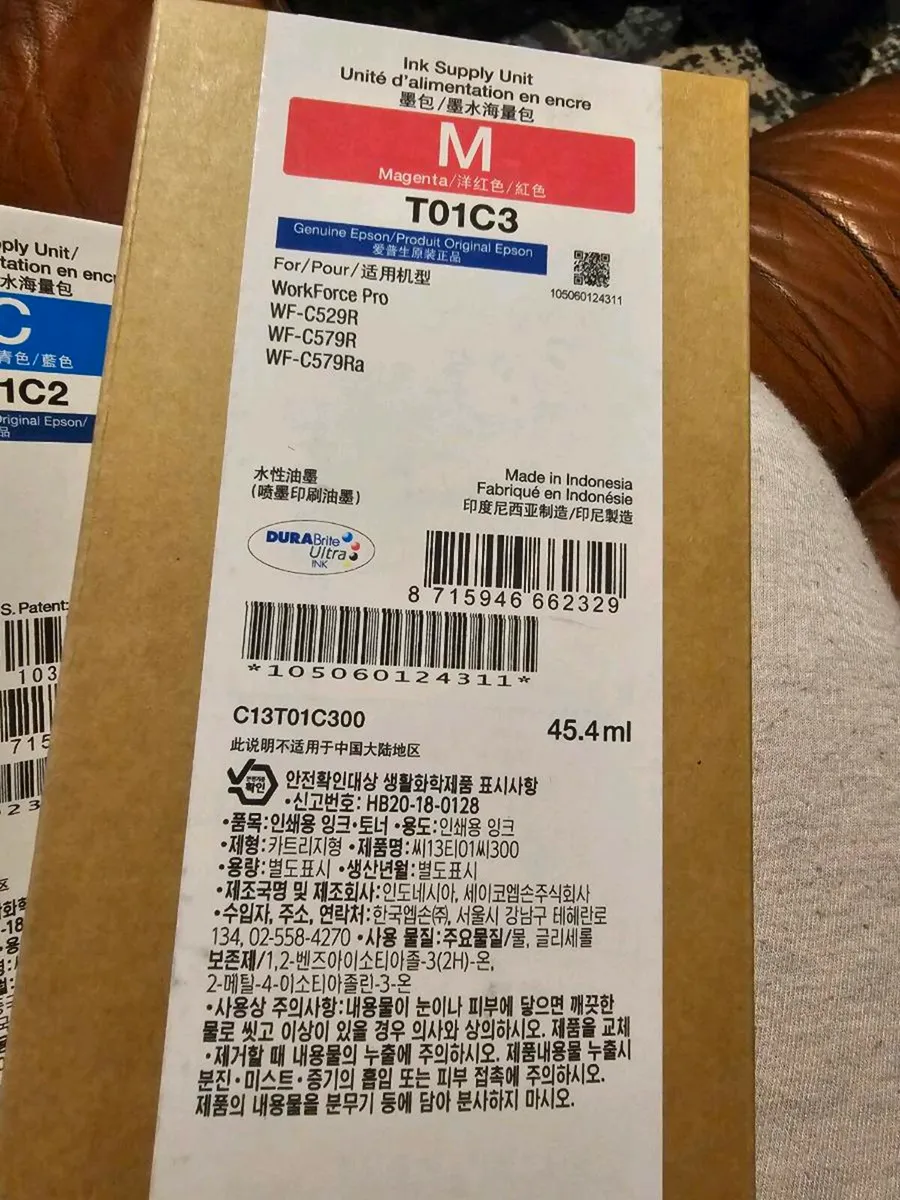 Ink Supply Unit
Unité d'alimentation en encre
墨包/墨水海量包
M
Magenta/洋红色/紅色
T01C3
Genuine Epson/Produit Original Epson
爱普生原装正品
105060124311
For/Pour/适用机型
WorkForce Pro
WF-C529R
WF-C579R
WF-C579Ra
水性油墨
(喷墨印刷油墨)
Made in Indonesia
Fabriqué en Indonésie
印度尼西亚制造/印尼製造
DURABrite
Ultra
INK
8 715946 662329
*105060124311*
C13T01C300
45.4ml
此说明不适用于中国大陆地区
확인
안전확인대상 생활화학제품 표시사항
•신고번호: HB20-18-0128
•품목:인쇄용 잉크•토너 •용도:인쇄용 잉크
•제형:카트리지형 •제품명:씨13티01씨300
•용량:별도표시 •생산년월:별도표시
•제조국명 및 제조회사:인도네시아, 세이코엡손주식회사
•수입자, 주소, 연락처:한국엡손㈜, 서울시 강남구 테헤란로
134, 02-558-4270 •사용 물질:주요물질/물, 글리세롤
보존제/1,2-벤즈아이소티아졸-3(2H)-온,
2-메틸-4-이소티아졸린-3-온
•사용상 주의사항:내용물이 눈이나 피부에 닿으면 깨끗한
물로 씻고 이상이 있을 경우 의사와 상의하시오. 제품을 교체
•제거할 때 내용물의 누출에 주의하시오. 제품내용물 누출시
분진•미스트•증기의 흡입 또는 피부 접촉에 주의하시오.
제품의 내용물을 분무기 등에 담아 분사하지 마시오.
ply Unit/
tation en encr
水海量包
C
青色/藍色
1C2
Original Epson/
品
S. Patent:
103
715
23
区